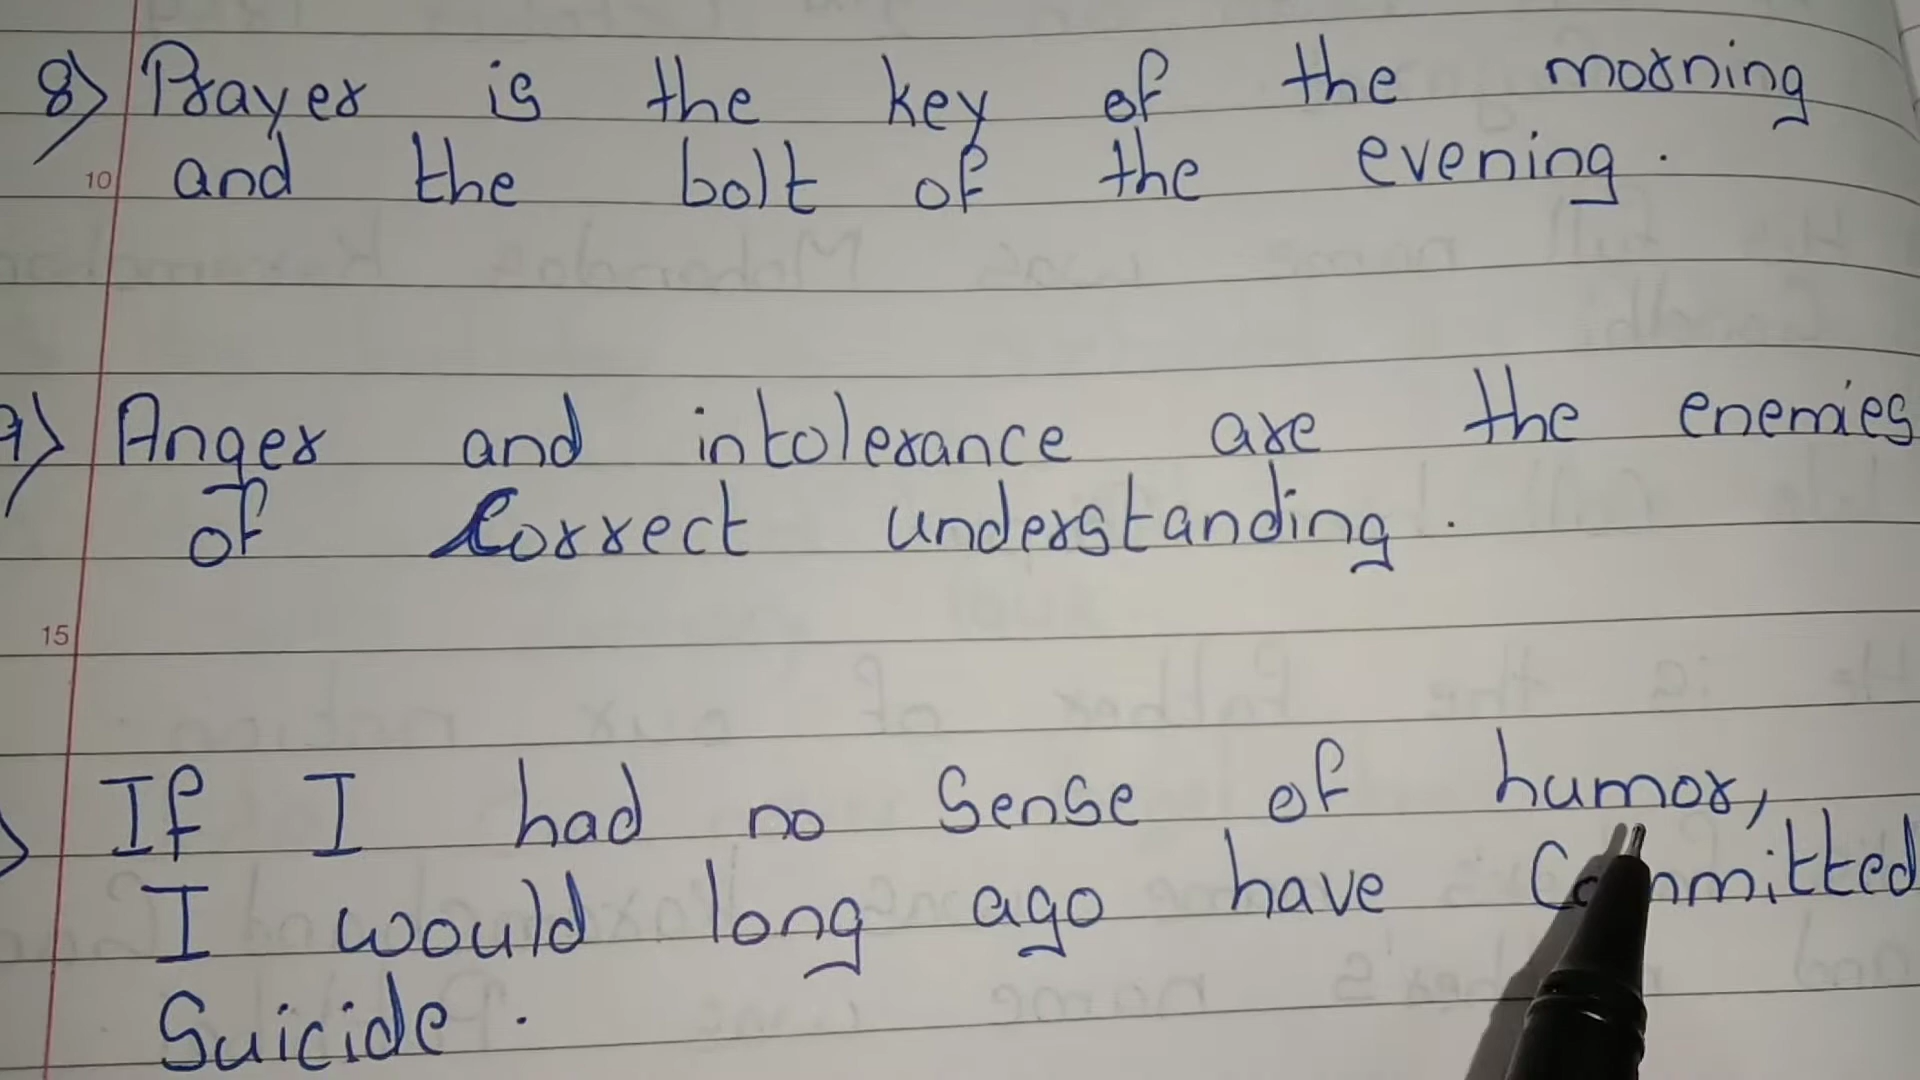 8) Prayer is the key of the morning
10 and the bolt of the evening.
9) Anger and intolerance are the enemies
of Correct understanding.
15
If I had no Sense of humor,
I would long ago have Committed
Suicide.